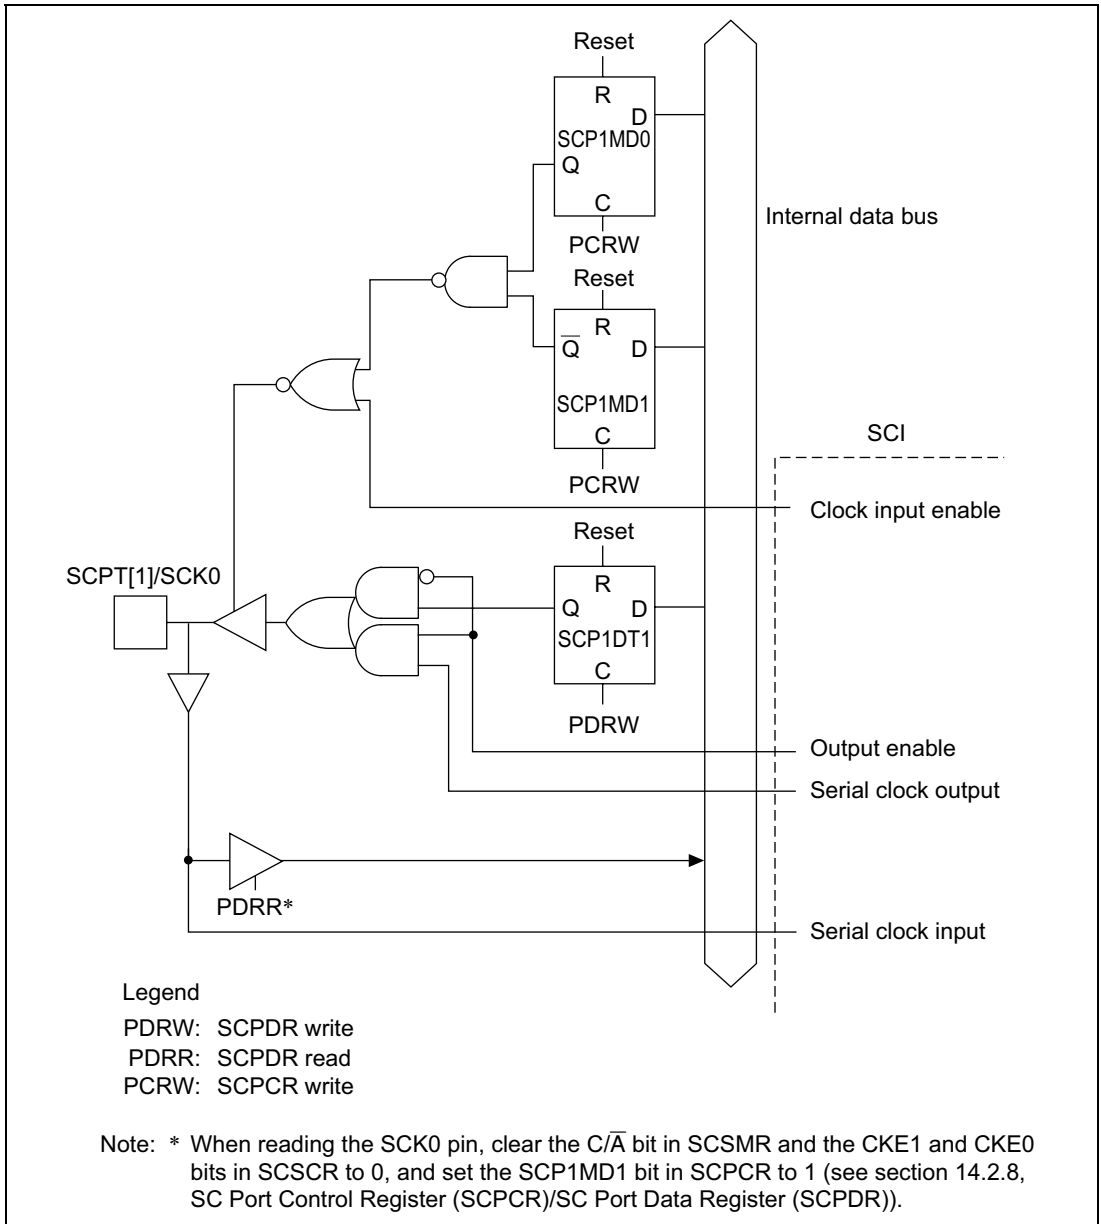 Reset
R
D
SCP1MD0
Q
C
PCRW
Internal data bus
Reset
R
Q̅ D
SCP1MD1
C
PCRW
SCI
Clock input enable
Reset
SCPT[1]/SCK0
R
Q D
SCP1DT1
C
PDRW
Output enable
Serial clock output
PDRR*
Serial clock input
Legend
PDRW: SCPDR write
PDRR: SCPDR read
PCRW: SCPCR write
Note: * When reading the SCK0 pin, clear the C/A̅ bit in SCSMR and the CKE1 and CKE0
bits in SCSCR to 0, and set the SCP1MD1 bit in SCPCR to 1 (see section 14.2.8,
SC Port Control Register (SCPCR)/SC Port Data Register (SCPDR)).